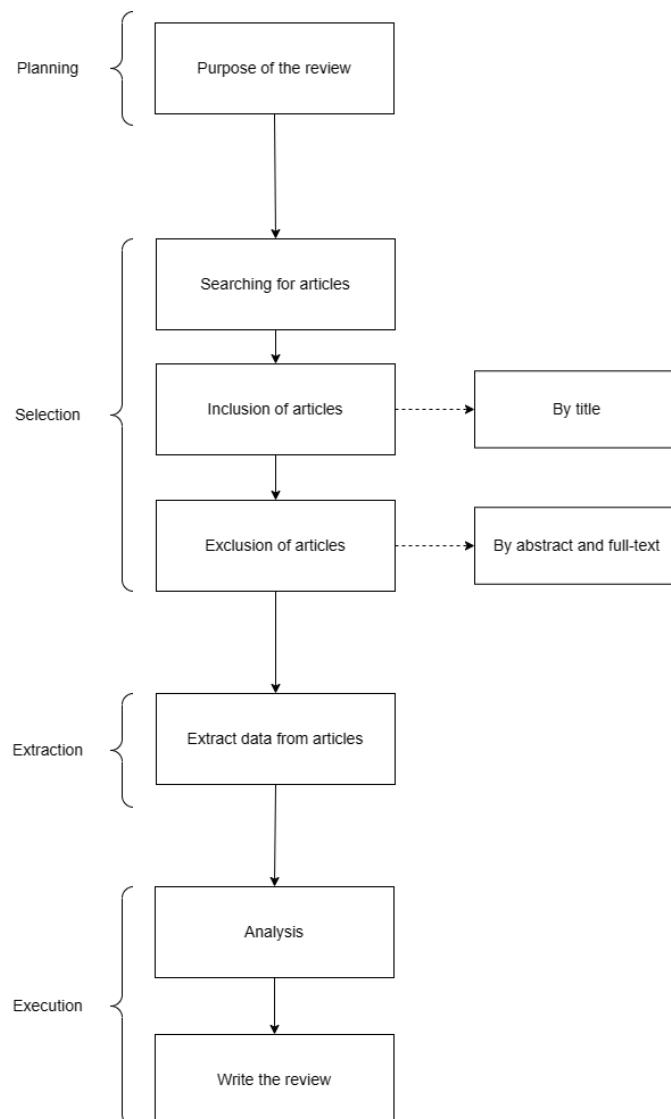 Planning
Purpose of the review
Selection
Searching for articles
Inclusion of articles
By title
Exclusion of articles
By abstract and full-text
Extraction
Extract data from articles
Execution
Analysis
Write the review